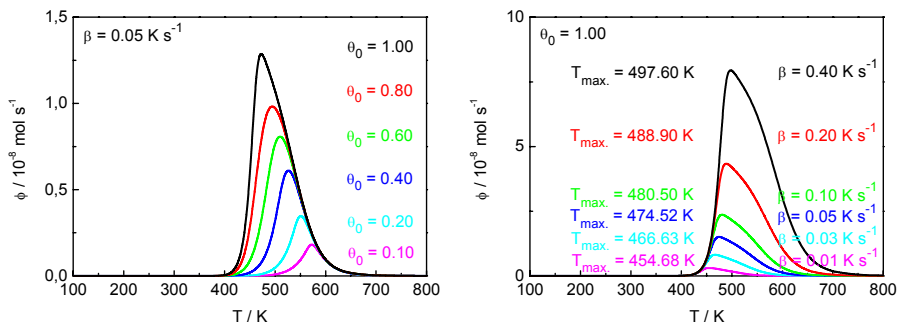 β = 0.05 K s⁻¹
θ₀ = 1.00
θ₀ = 0.80
θ₀ = 0.60
θ₀ = 0.40
θ₀ = 0.20
θ₀ = 0.10
1,5
1,0
0,5
0,0
ϕ / 10⁻⁸ mol s⁻¹
100 200 300 400 500 600 700 800
T / K
θ₀ = 1.00
T_max. = 497.60 K β = 0.40 K s⁻¹
T_max. = 488.90 K β = 0.20 K s⁻¹
T_max. = 480.50 K β = 0.10 K s⁻¹
T_max. = 474.52 K β = 0.05 K s⁻¹
T_max. = 466.63 K β = 0.03 K s⁻¹
T_max. = 454.68 K β = 0.01 K s⁻¹
10
5
0
ϕ / 10⁻⁸ mol s⁻¹
100 200 300 400 500 600 700 800
T / K